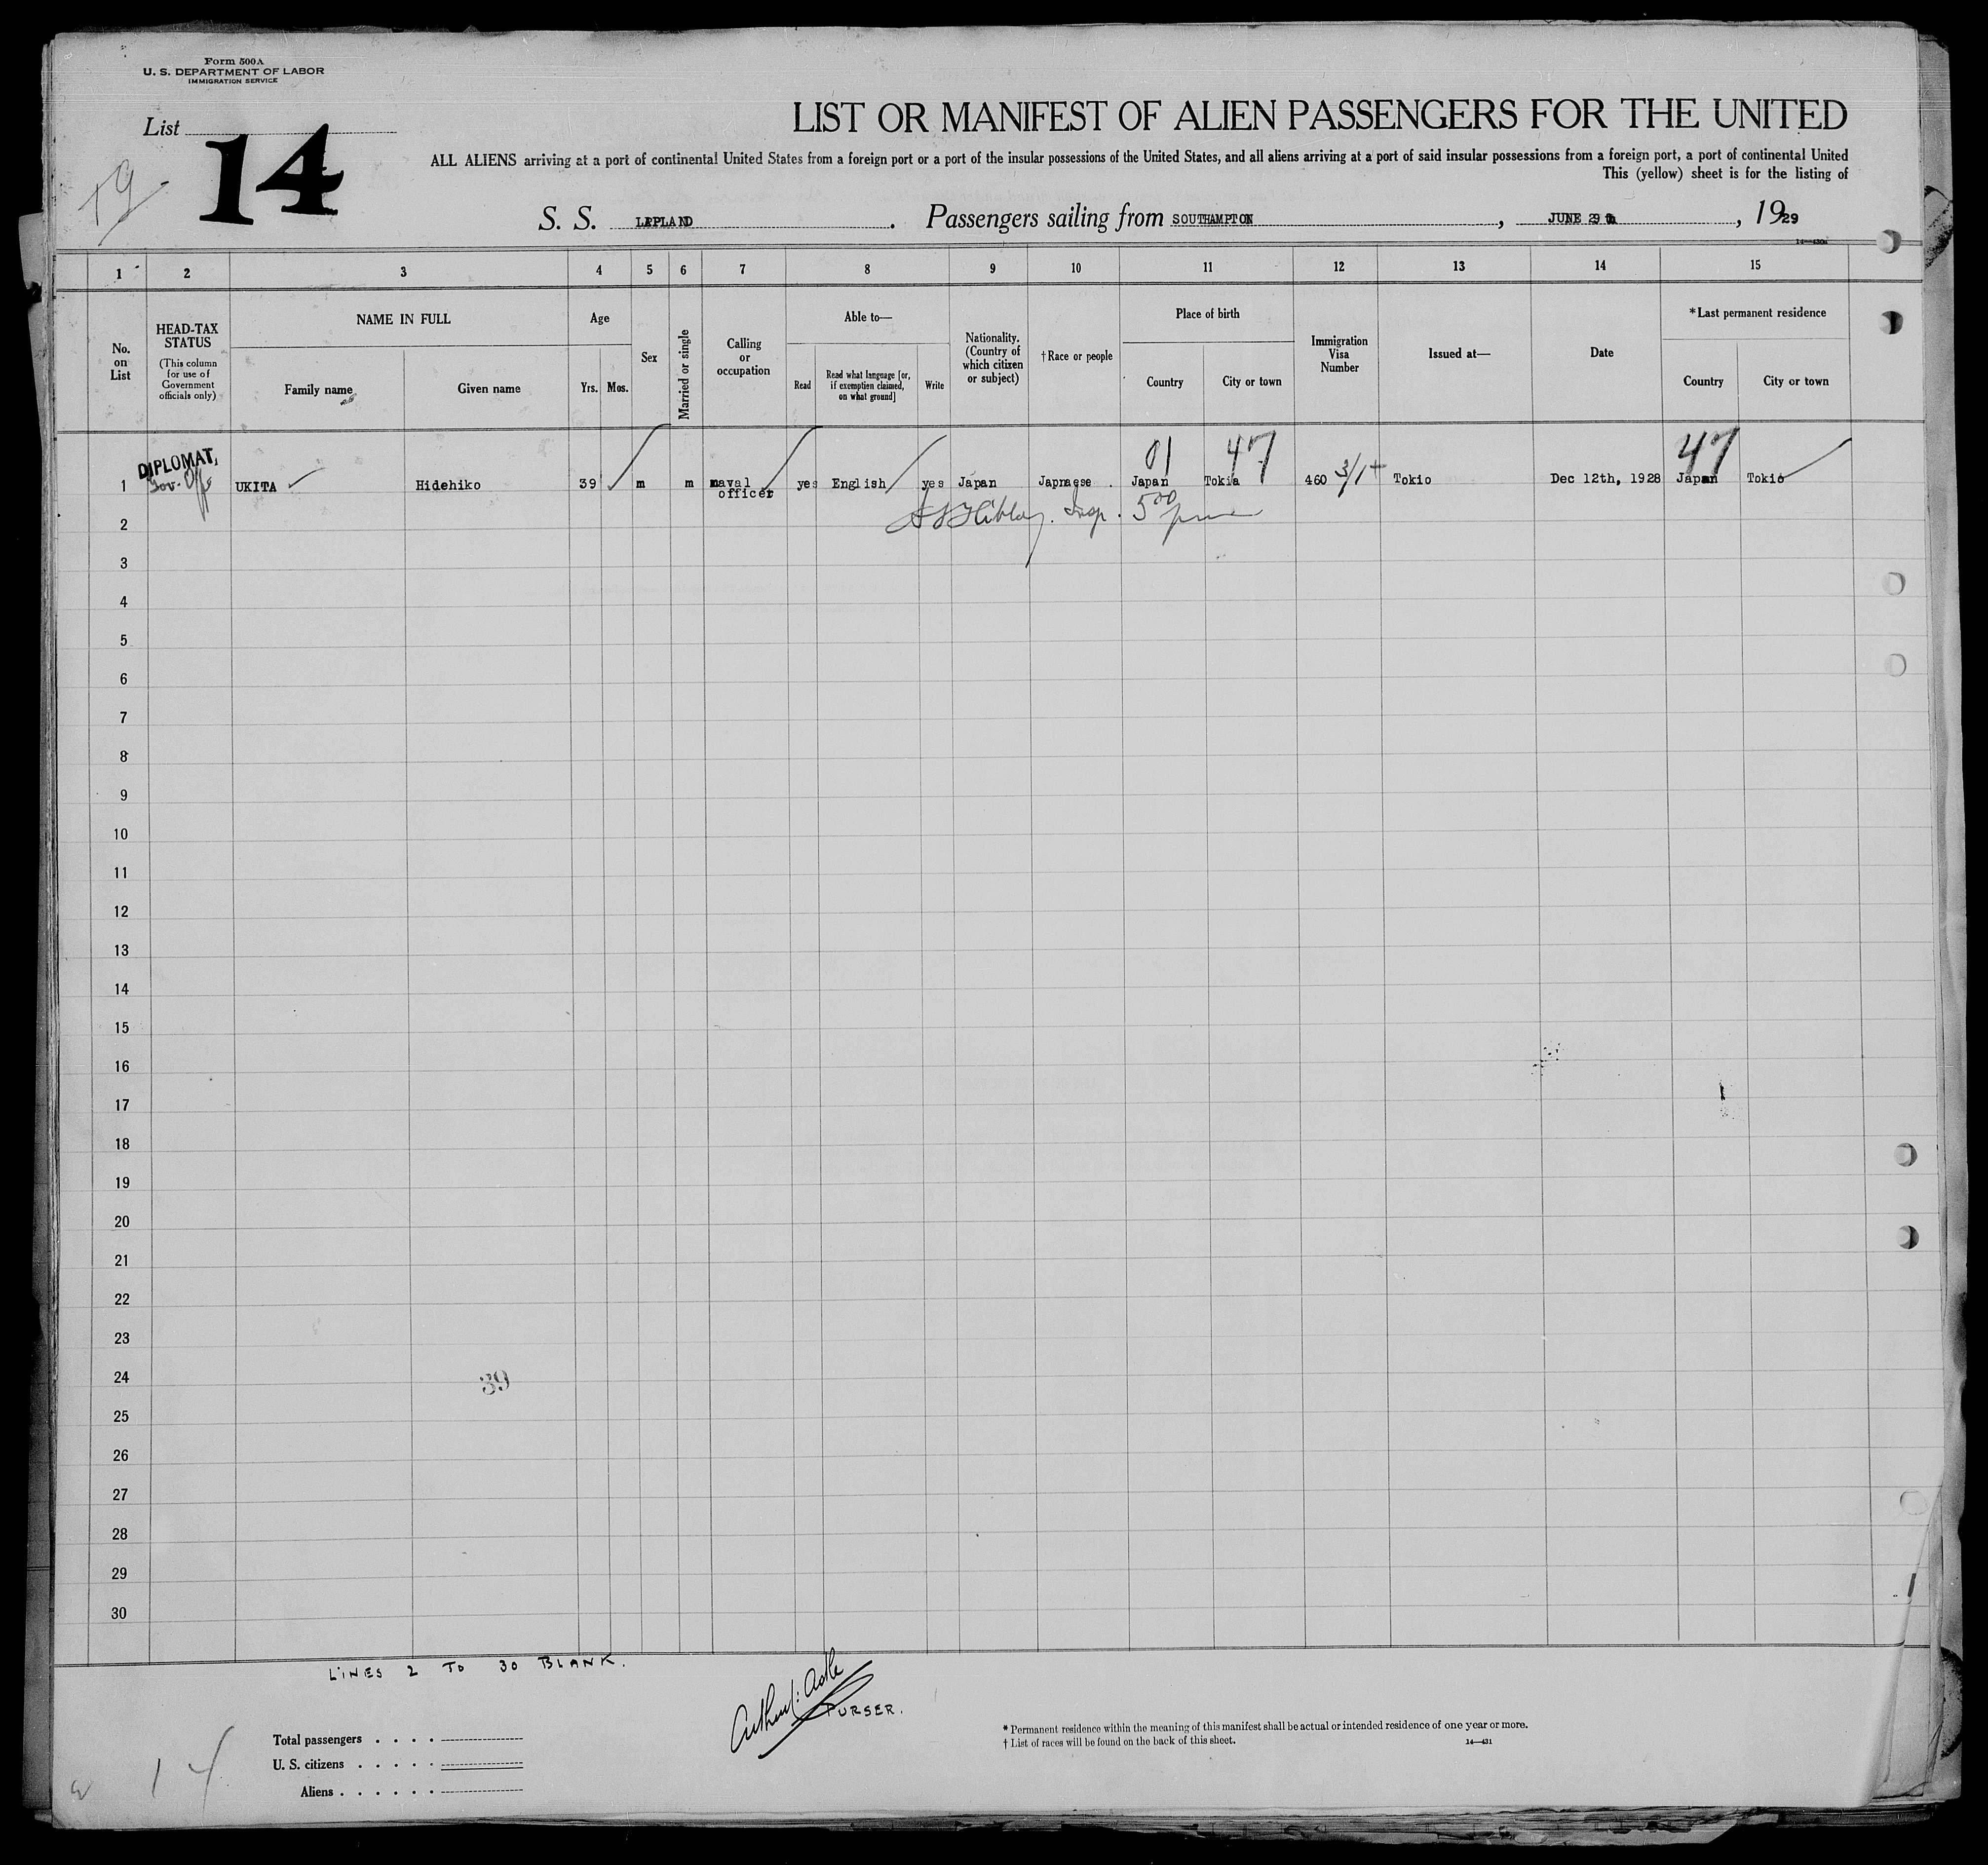 Form 500A
U. S. DEPARTMENT OF LABOR
IMMIGRATION SERVICE
List
14
19
LIST OR MANIFEST OF ALIEN PASSENGERS FOR THE UNITED
ALL ALIENS arriving at a port of continental United States from a foreign port or a port of the insular possessions of the United States, and all aliens arriving at a port of said insular possessions from a foreign port, a port of continental United
This (yellow) sheet is for the listing of
S. S. LAPLAND. Passengers sailing from SOUTHAMPTON, JUNE 29th, 1929
1 2 3 4 5 6 7 8 9 10 11 12 13 14 15
No. on List
HEAD-TAX STATUS (This column for use of Government officials only)
NAME IN FULL
Family name
Given name
Age
Yrs. Mos.
Sex
Married or single
Calling or occupation
Able to—
Read
Read what language [or, if exemption claimed, on what ground]
Write
Nationality. (Country of which citizen or subject)
†Race or people
Place of birth
Country
City or town
Immigration Visa Number
Issued at—
Date
*Last permanent residence
Country
City or town
DIPLOMAT,
Gov. Off
01 47 47
1 UKITA Hidehiko 39 m m naval officer yes English yes Japan Japnaese Japan Tokia 460 3/1+ Tokio Dec 12th, 1928 Japan Tokio
Insp. 5 00 pm
2
3
4
5
6
7
8
9
10
11
12
13
14
15
16
17
18
19
20
21
22
23
24
39
25
26
27
28
29
30
LINES 2 TO 30 BLANK.
PURSER.
Total passengers . . . .
U. S. citizens . . . . .
Aliens . . . . . .
14
* Permanent residence within the meaning of this manifest shall be actual or intended residence of one year or more.
† List of races will be found on the back of this sheet.
14—431